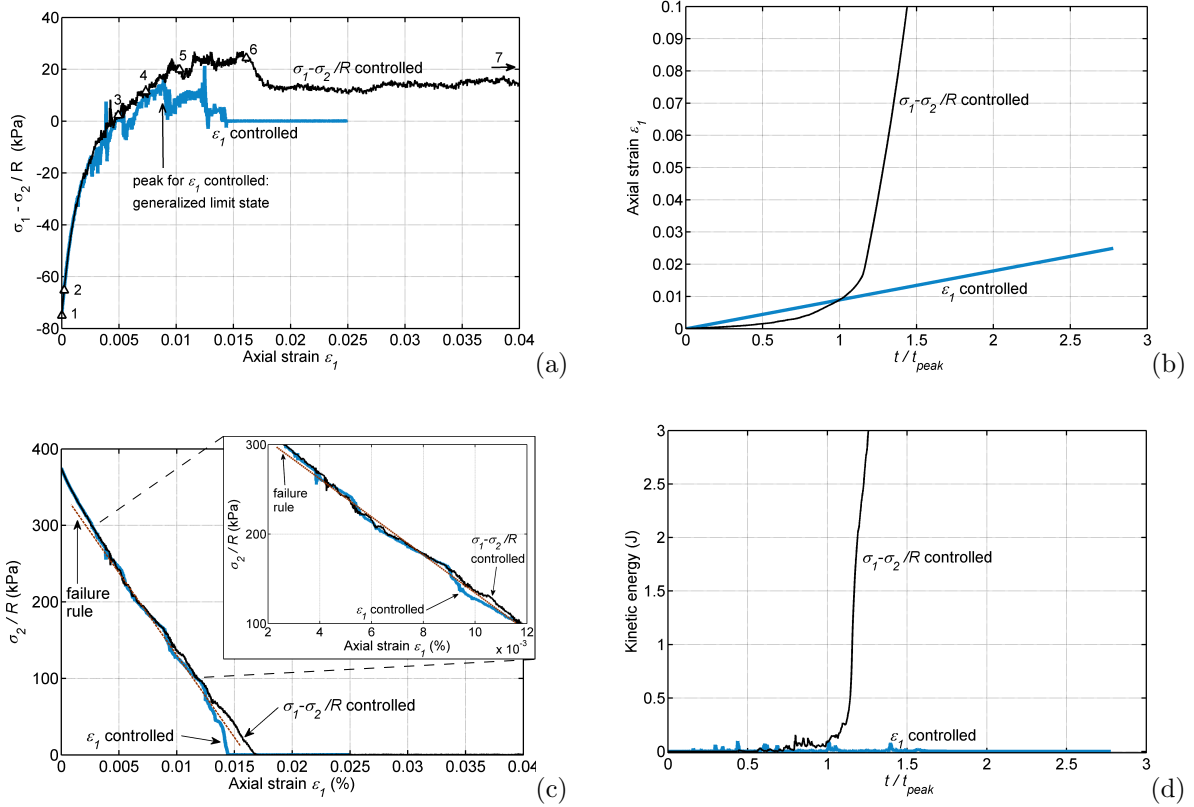 40
20
0
-20
-40
-60
-80
σ1 - σ2 / R (kPa)
1
2
3
4
5
6
7
σ1-σ2/R controlled
ε1 controlled
peak for ε1 controlled:
generalized limit state
0 0.005 0.01 0.015 0.02 0.025 0.03 0.035 0.04
Axial strain ε1
(a)
0.1
0.09
0.08
0.07
0.06
0.05
0.04
0.03
0.02
0.01
0
Axial strain ε1
σ1-σ2/R controlled
ε1 controlled
0 0.5 1 1.5 2 2.5 3
t / tpeak
(b)
400
300
200
100
0
σ2 / R (kPa)
failure
rule
ε1 controlled
σ1-σ2/R controlled
0 0.005 0.01 0.015 0.02 0.025 0.03 0.035 0.04
Axial strain ε1 (%)
300
200
100
σ2 / R (kPa)
failure
rule
σ1-σ2/R
controlled
ε1 controlled
2 4 6 8 10 12
Axial strain ε1 (%)
x 10-3
(c)
3
2.5
2
1.5
1
0.5
0
Kinetic energy (J)
σ1-σ2/R controlled
ε1 controlled
0 0.5 1 1.5 2 2.5 3
t / tpeak
(d)